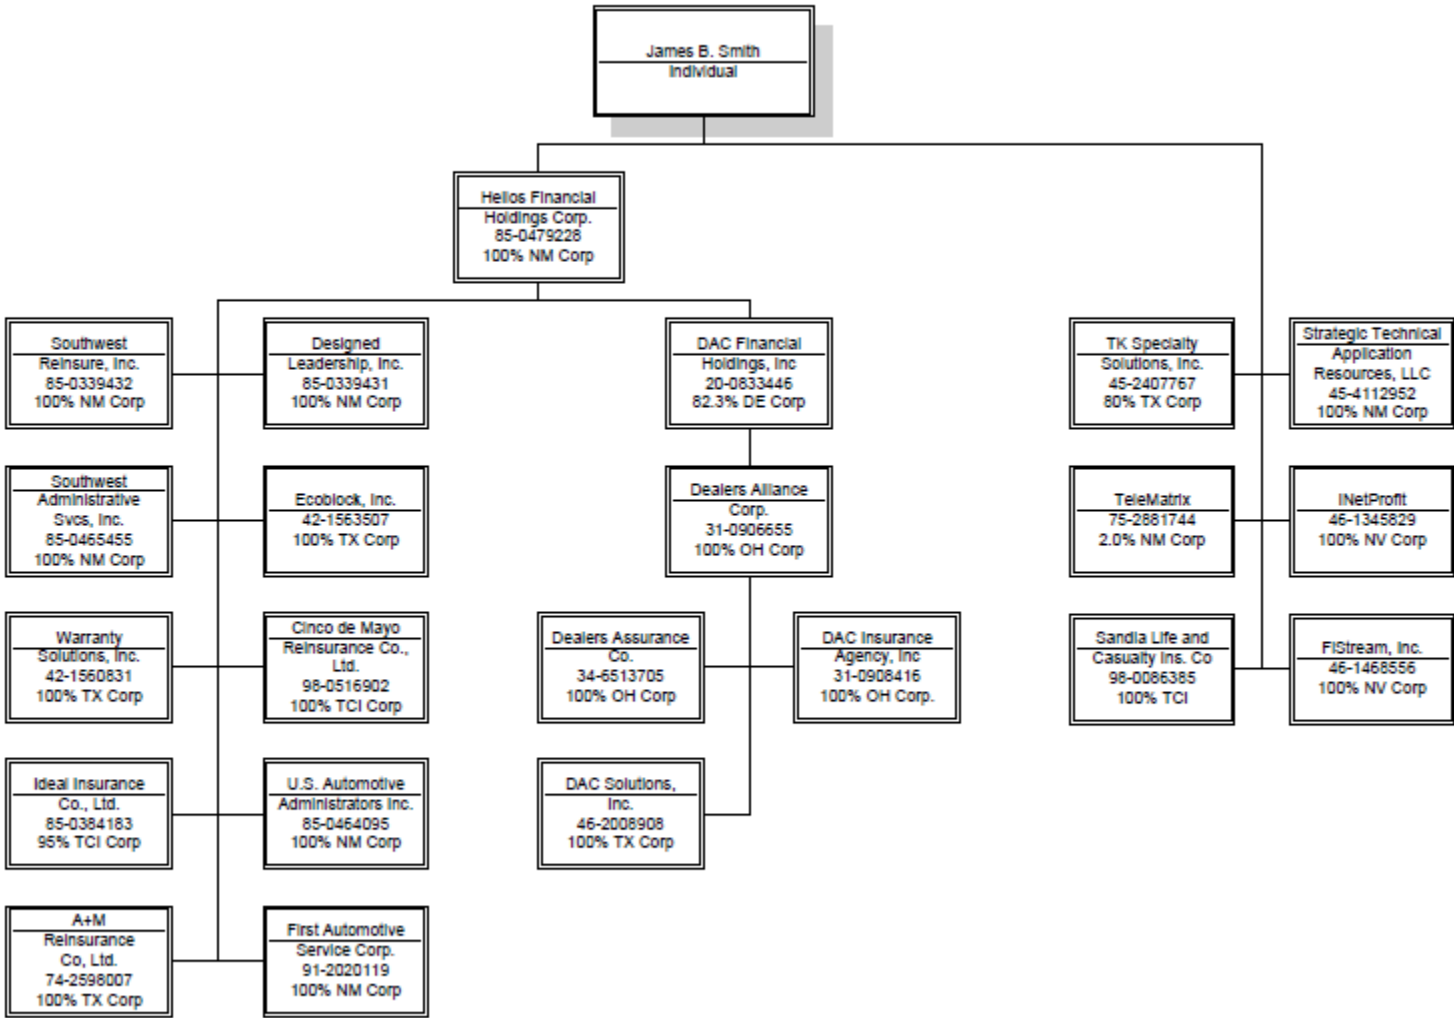 James B. Smith
Individual
Helios Financial
Holdings Corp.
85-0479228
100% NM Corp
Southwest
Reinsure, Inc.
85-0339432
100% NM Corp
Designed
Leadership, Inc.
85-0339431
100% NM Corp
DAC Financial
Holdings, Inc
20-0833446
82.3% DE Corp
TK Specialty
Solutions, Inc.
45-2407767
80% TX Corp
Strategic Technical
Application
Resources, LLC
45-4112952
100% NM Corp
Southwest
Administrative
Svcs, Inc.
85-0465455
100% NM Corp
Ecoblock, Inc.
42-1563507
100% TX Corp
Dealers Alliance
Corp.
31-0906655
100% OH Corp
TeleMatrix
75-2881744
2.0% NM Corp
iNetProfit
46-1345829
100% NV Corp
Warranty
Solutions, Inc.
42-1560831
100% TX Corp
Cinco de Mayo
Reinsurance Co.,
Ltd.
98-0516902
100% TCI Corp
Dealers Assurance
Co.
34-6513705
100% OH Corp
DAC Insurance
Agency, Inc
31-0908416
100% OH Corp.
Sandia Life and
Casualty Ins. Co
98-0086385
100% TCI
FiStream, Inc.
46-1468556
100% NV Corp
Ideal Insurance
Co., Ltd.
85-0384183
95% TCI Corp
U.S. Automotive
Administrators Inc.
85-0464095
100% NM Corp
DAC Solutions,
Inc.
46-2008908
100% TX Corp
A+M
Reinsurance
Co, Ltd.
74-2598007
100% TX Corp
First Automotive
Service Corp.
91-2020119
100% NM Corp